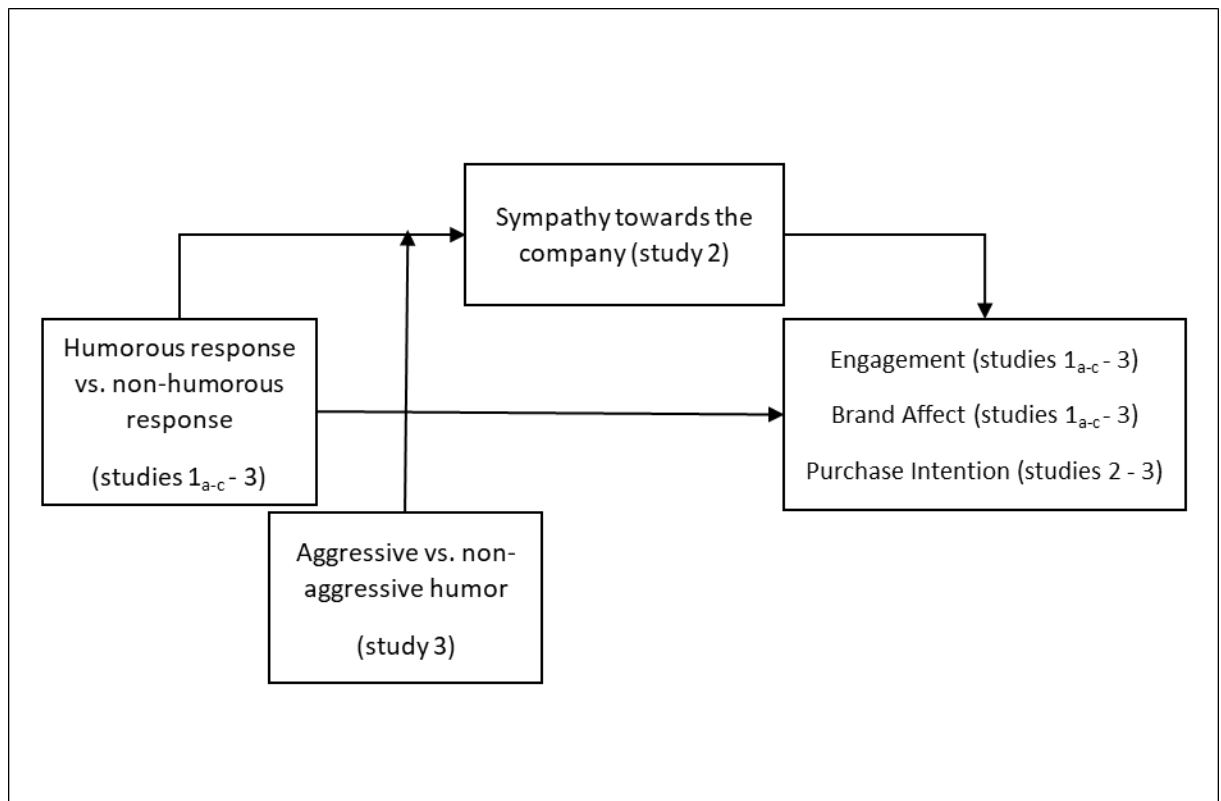 Sympathy towards the
company (study 2)
Humorous response
vs. non-humorous
response
(studies 1a-c - 3)
Engagement (studies 1a-c - 3)
Brand Affect (studies 1a-c - 3)
Purchase Intention (studies 2 - 3)
Aggressive vs. non-
aggressive humor
(study 3)